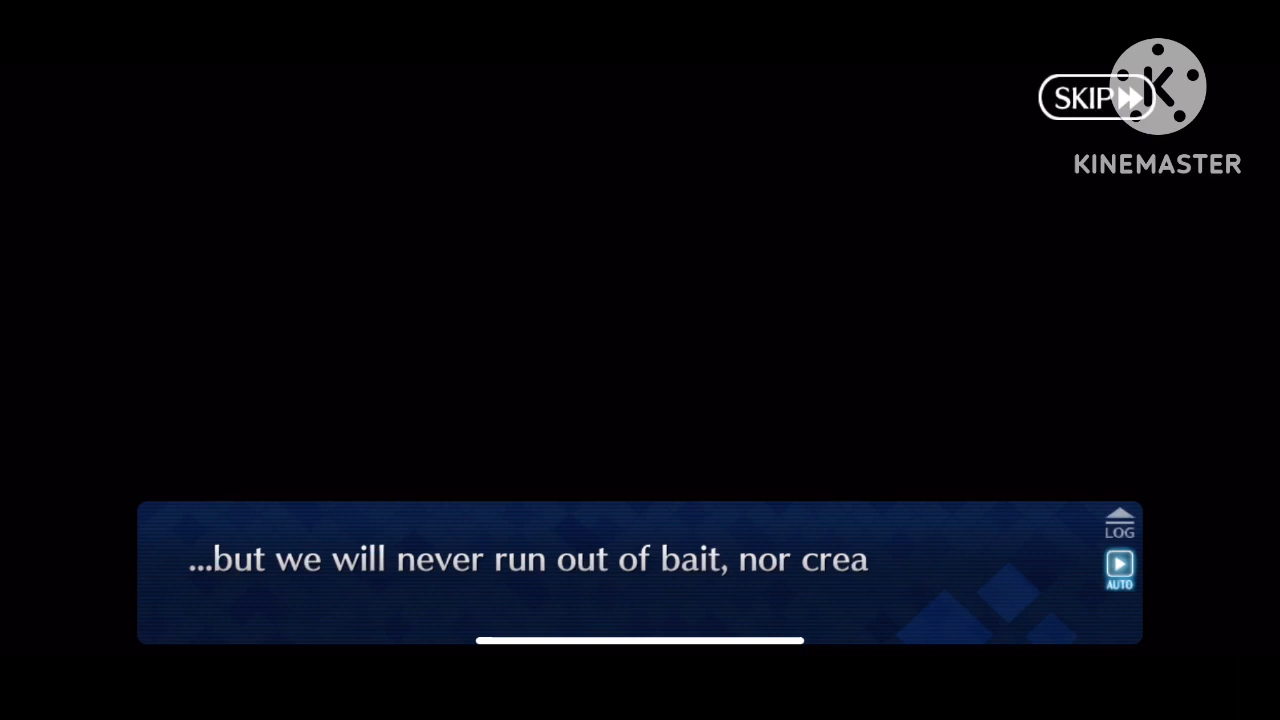 SKIP
KINEMASTER
LOG
...but we will never run out of bait, nor crea
AUTO